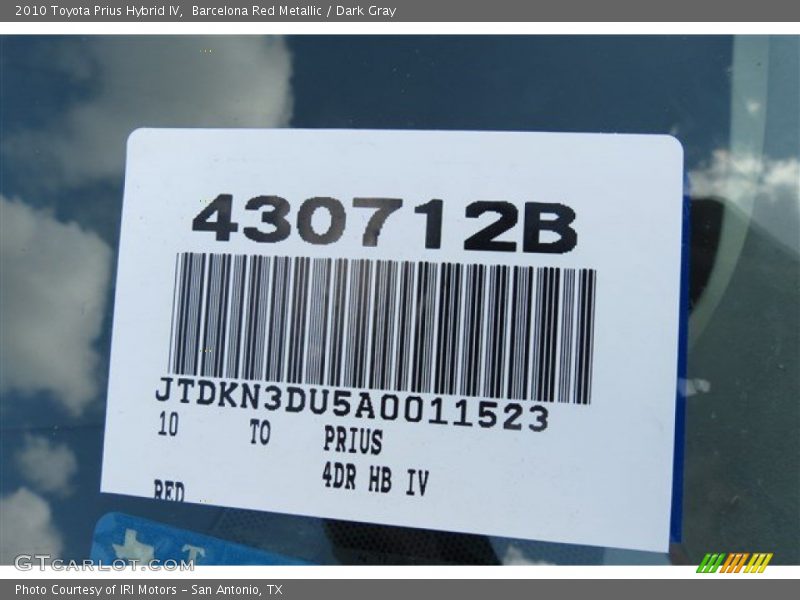 2010 Toyota Prius Hybrid IV,  Barcelona Red Metallic / Dark Gray
430712B
JTDKN3DU5A0011523
10 TO PRIUS
4DR HB IV
RED
T
GTCARLOT.COM
Photo Courtesy of IRI Motors – San Antonio, TX